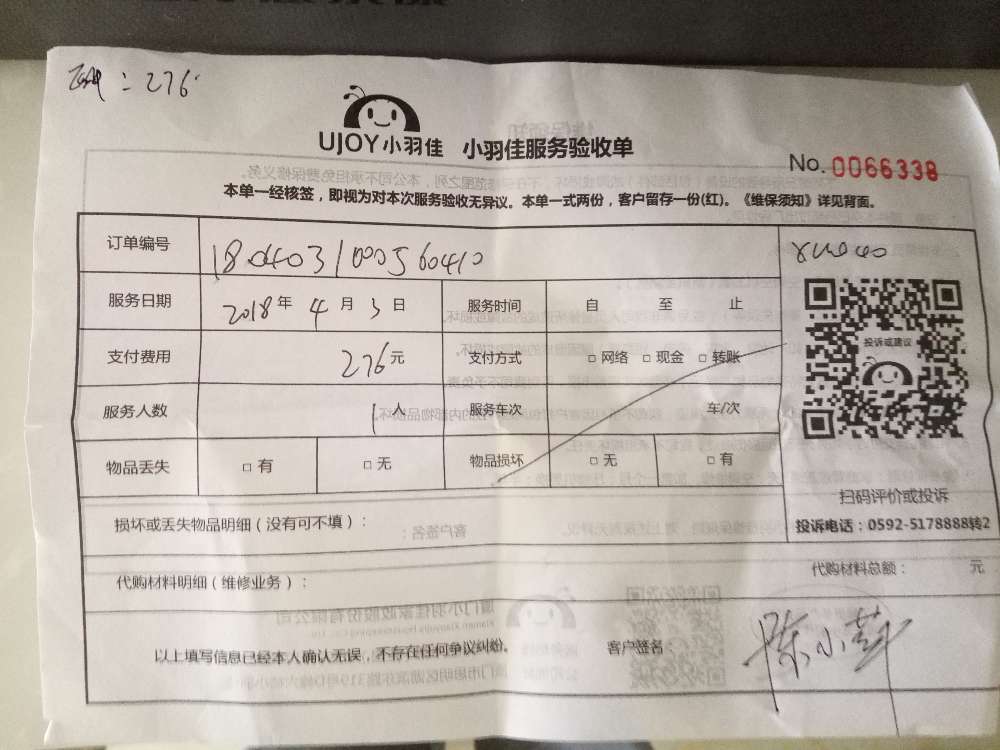 : 276
UJOY小羽佳 小羽佳服务验收单
No. 0066338
本单一经核签，即视为对本次服务验收无异议。本单一式两份，客户留存一份(红)。《维保须知》详见背面。
订单编号 1804031000560410
服务日期 2018年 4月 3日 服务时间 自 至 止
投诉或建议
支付费用 276元 支付方式 □ 网络 □ 现金 □ 转账
服务人数 1人 服务车次 车/次
物品丢失 □ 有 □ 无 物品损坏 □ 无 □ 有
扫码评价或投诉
投诉电话：0592-5178888转2
损坏或丢失物品明细（没有可不填）：
代购材料明细（维修业务）： 代购材料总额： 元
以上填写信息已经本人确认无误，不存在任何争议纠纷。 客户签名 陈小萍